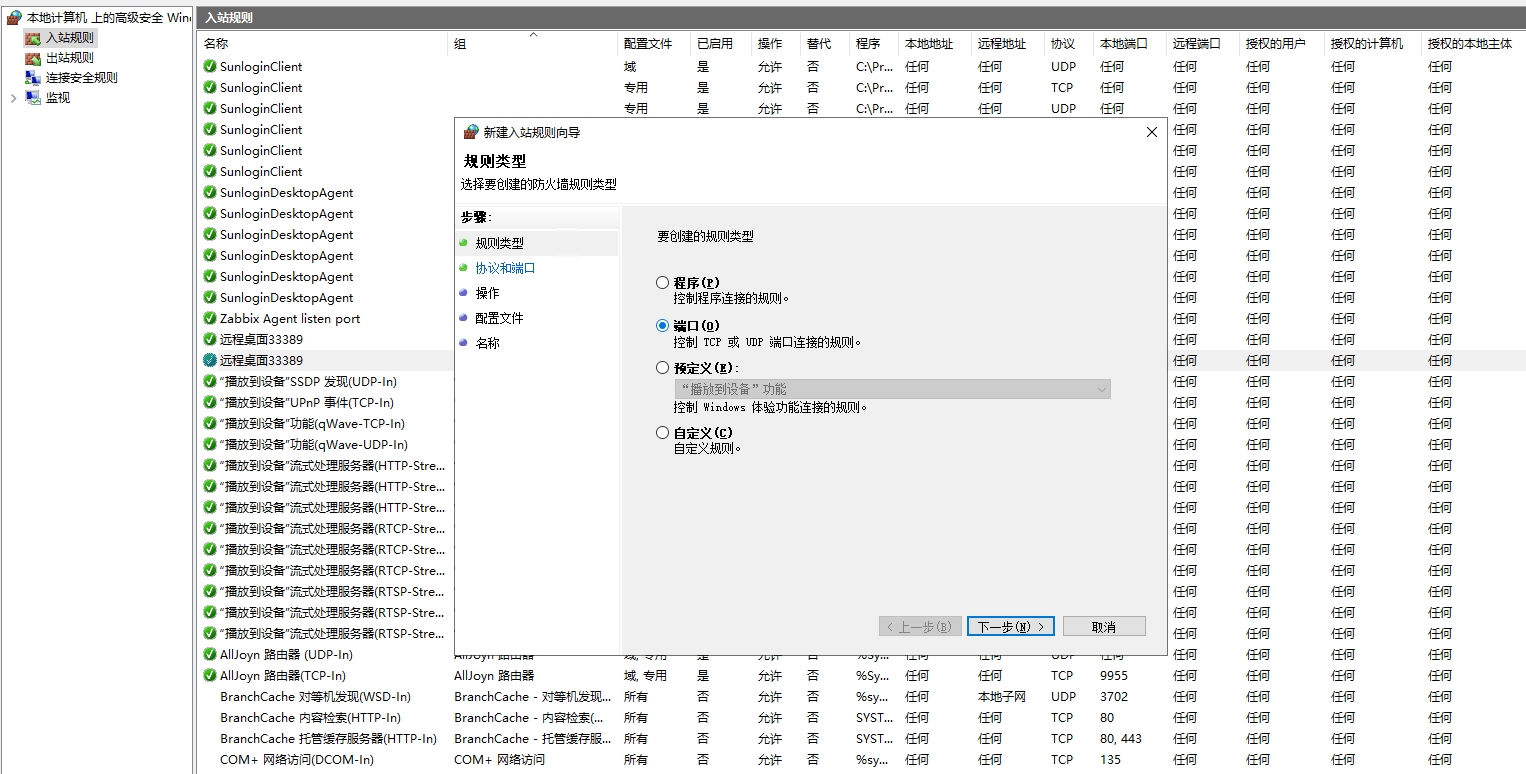 本地计算机 上的高级安全 Win
入站规则
出站规则
连接安全规则
监视
入站规则
名称 组 配置文件 已启用 操作 替代 程序 本地地址 远程地址 协议 本地端口 远程端口 授权的用户 授权的计算机 授权的本地主体
SunloginClient 域 是 允许 否 C:\Pr... 任何 任何 UDP 任何 任何 任何 任何 任何
SunloginClient 专用 是 允许 否 C:\Pr... 任何 任何 TCP 任何 任何 任何 任何 任何
SunloginClient 专用 是 允许 否 C:\Pr... 任何 任何 UDP 任何 任何 任何 任何 任何
SunloginClient 任何 任何 任何 任何
SunloginClient 任何 任何 任何 任何
SunloginClient 任何 任何 任何 任何
SunloginDesktopAgent 任何 任何 任何 任何
SunloginDesktopAgent 任何 任何 任何 任何
SunloginDesktopAgent 任何 任何 任何 任何
SunloginDesktopAgent 任何 任何 任何 任何
SunloginDesktopAgent 任何 任何 任何 任何
SunloginDesktopAgent 任何 任何 任何 任何
Zabbix Agent listen port 任何 任何 任何 任何
远程桌面33389 任何 任何 任何 任何
远程桌面33389 任何 任何 任何 任何
“播放到设备”SSDP 发现(UDP-In) 任何 任何 任何 任何
“播放到设备”UPnP 事件(TCP-In) 任何 任何 任何 任何
“播放到设备”功能(qWave-TCP-In) 任何 任何 任何 任何
“播放到设备”功能(qWave-UDP-In) 任何 任何 任何 任何
“播放到设备”流式处理服务器(HTTP-Stre... 任何 任何 任何 任何
“播放到设备”流式处理服务器(HTTP-Stre... 任何 任何 任何 任何
“播放到设备”流式处理服务器(HTTP-Stre... 任何 任何 任何 任何
“播放到设备”流式处理服务器(RTCP-Stre... 任何 任何 任何 任何
“播放到设备”流式处理服务器(RTCP-Stre... 任何 任何 任何 任何
“播放到设备”流式处理服务器(RTCP-Stre... 任何 任何 任何 任何
“播放到设备”流式处理服务器(RTSP-Stre... 任何 任何 任何 任何
“播放到设备”流式处理服务器(RTSP-Stre... 任何 任何 任何 任何
“播放到设备”流式处理服务器(RTSP-Stre... 任何 任何 任何 任何
AllJoyn 路由器 (UDP-In) AllJoyn 路由器 域, 专用 是 允许 否 %Sy... 任何 任何 UDP 任何 任何 任何 任何 任何
AllJoyn 路由器(TCP-In) AllJoyn 路由器 域, 专用 是 允许 否 %Sy... 任何 任何 TCP 9955 任何 任何 任何 任何
BranchCache 对等机发现(WSD-In) BranchCache - 对等机发现... 所有 否 允许 否 %sy... 任何 本地子网 UDP 3702 任何 任何 任何 任何
BranchCache 内容检索(HTTP-In) BranchCache - 内容检索(... 所有 否 允许 否 SYST... 任何 任何 TCP 80 任何 任何 任何 任何
BranchCache 托管缓存服务器(HTTP-In) BranchCache - 托管缓存服... 所有 否 允许 否 SYST... 任何 任何 TCP 80, 443 任何 任何 任何 任何
COM+ 网络访问(DCOM-In) COM+ 网络访问 所有 否 允许 否 %sy... 任何 任何 TCP 135 任何 任何 任何 任何
新建入站规则向导
规则类型
选择要创建的防火墙规则类型
步骤:
规则类型
协议和端口
操作
配置文件
名称
要创建的规则类型
程序(P)
控制程序连接的规则。
端口(O)
控制 TCP 或 UDP 端口连接的规则。
预定义(E):
“播放到设备”功能
控制 Windows 体验功能连接的规则。
自定义(C)
自定义规则。
< 上一步(B)
下一步(N) >
取消